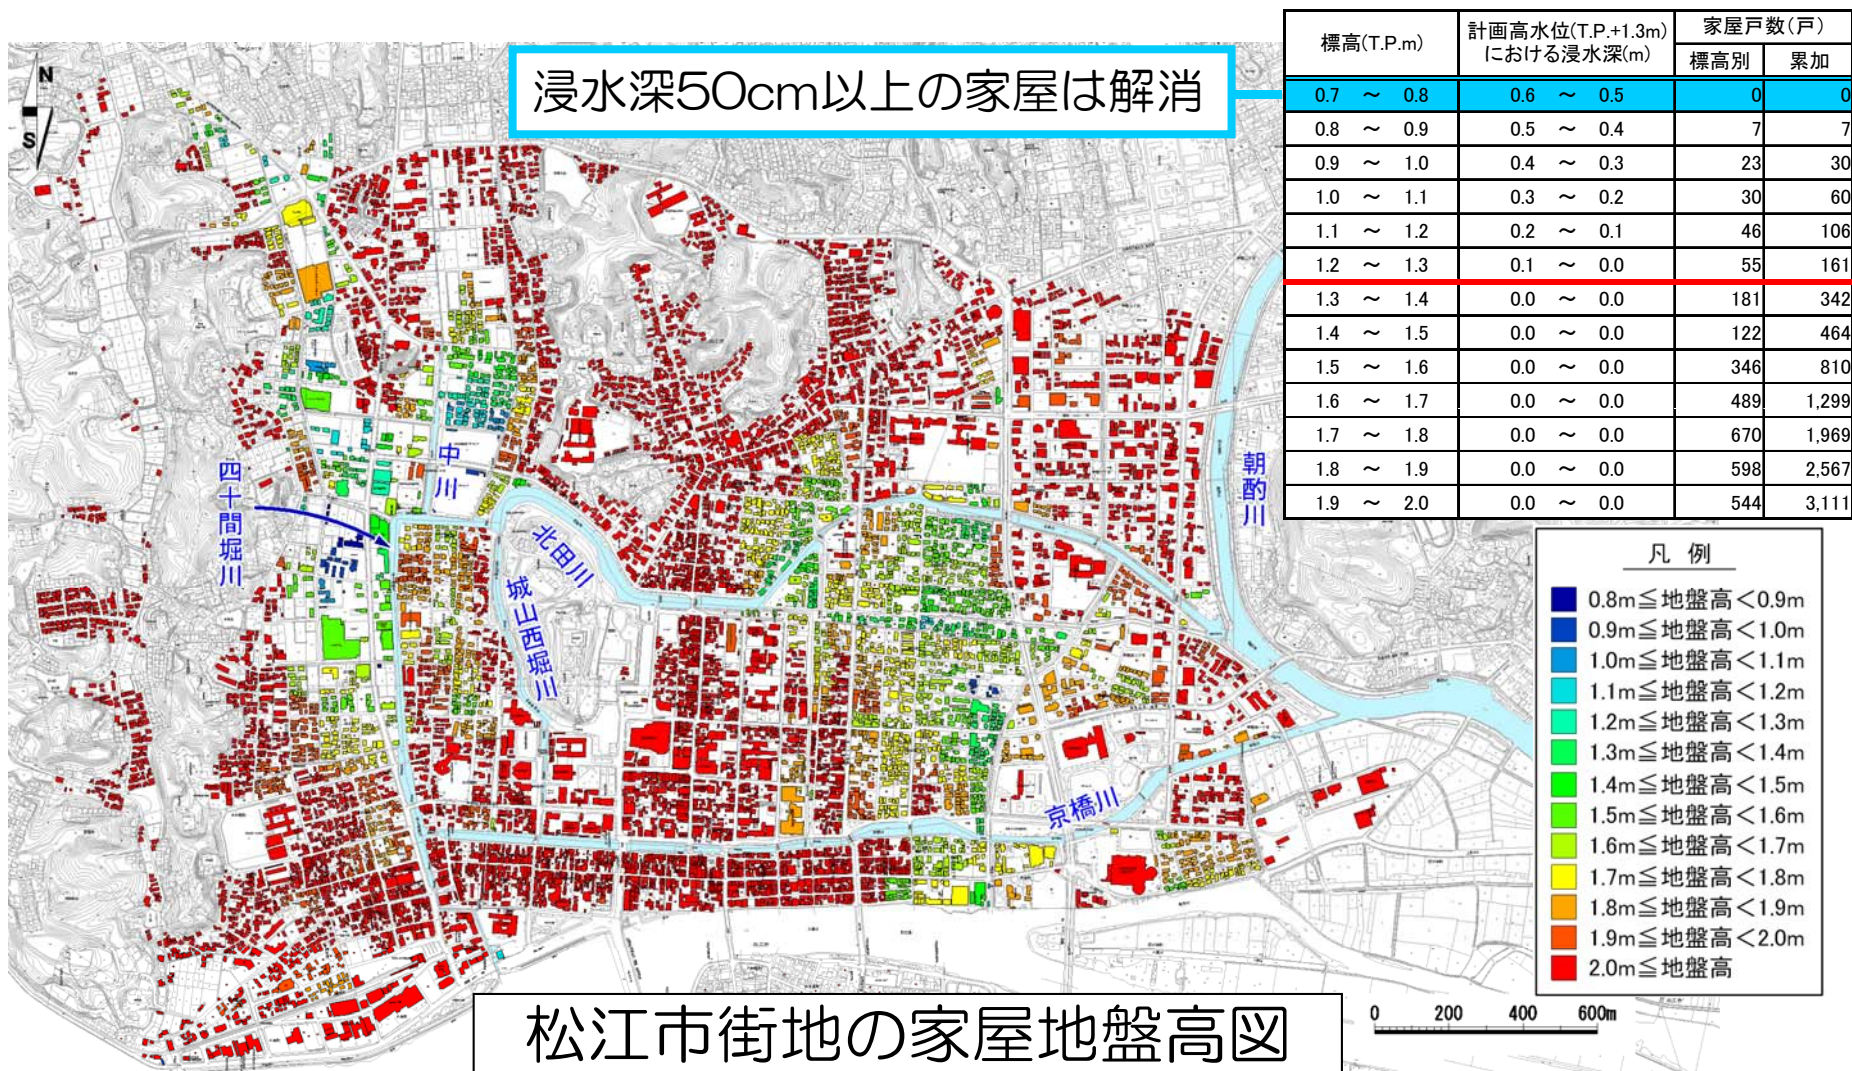 標高(T.P.m) 計画高水位(T.P.+1.3m)における浸水深(m) 家屋戸数(戸)
標高別 累加
0.7 ～ 0.8 0.6 ～ 0.5 0 0
0.8 ～ 0.9 0.5 ～ 0.4 7 7
0.9 ～ 1.0 0.4 ～ 0.3 23 30
1.0 ～ 1.1 0.3 ～ 0.2 30 60
1.1 ～ 1.2 0.2 ～ 0.1 46 106
1.2 ～ 1.3 0.1 ～ 0.0 55 161
1.3 ～ 1.4 0.0 ～ 0.0 181 342
1.4 ～ 1.5 0.0 ～ 0.0 122 464
1.5 ～ 1.6 0.0 ～ 0.0 346 810
1.6 ～ 1.7 0.0 ～ 0.0 489 1,299
1.7 ～ 1.8 0.0 ～ 0.0 670 1,969
1.8 ～ 1.9 0.0 ～ 0.0 598 2,567
1.9 ～ 2.0 0.0 ～ 0.0 544 3,111
浸水深50cm以上の家屋は解消
N
S
中川
四十間堀川
北田川
城山西堀川
朝酌川
京橋川
凡 例
0.8m≦地盤高＜0.9m
0.9m≦地盤高＜1.0m
1.0m≦地盤高＜1.1m
1.1m≦地盤高＜1.2m
1.2m≦地盤高＜1.3m
1.3m≦地盤高＜1.4m
1.4m≦地盤高＜1.5m
1.5m≦地盤高＜1.6m
1.6m≦地盤高＜1.7m
1.7m≦地盤高＜1.8m
1.8m≦地盤高＜1.9m
1.9m≦地盤高＜2.0m
2.0m≦地盤高
0 200 400 600m
松江市街地の家屋地盤高図